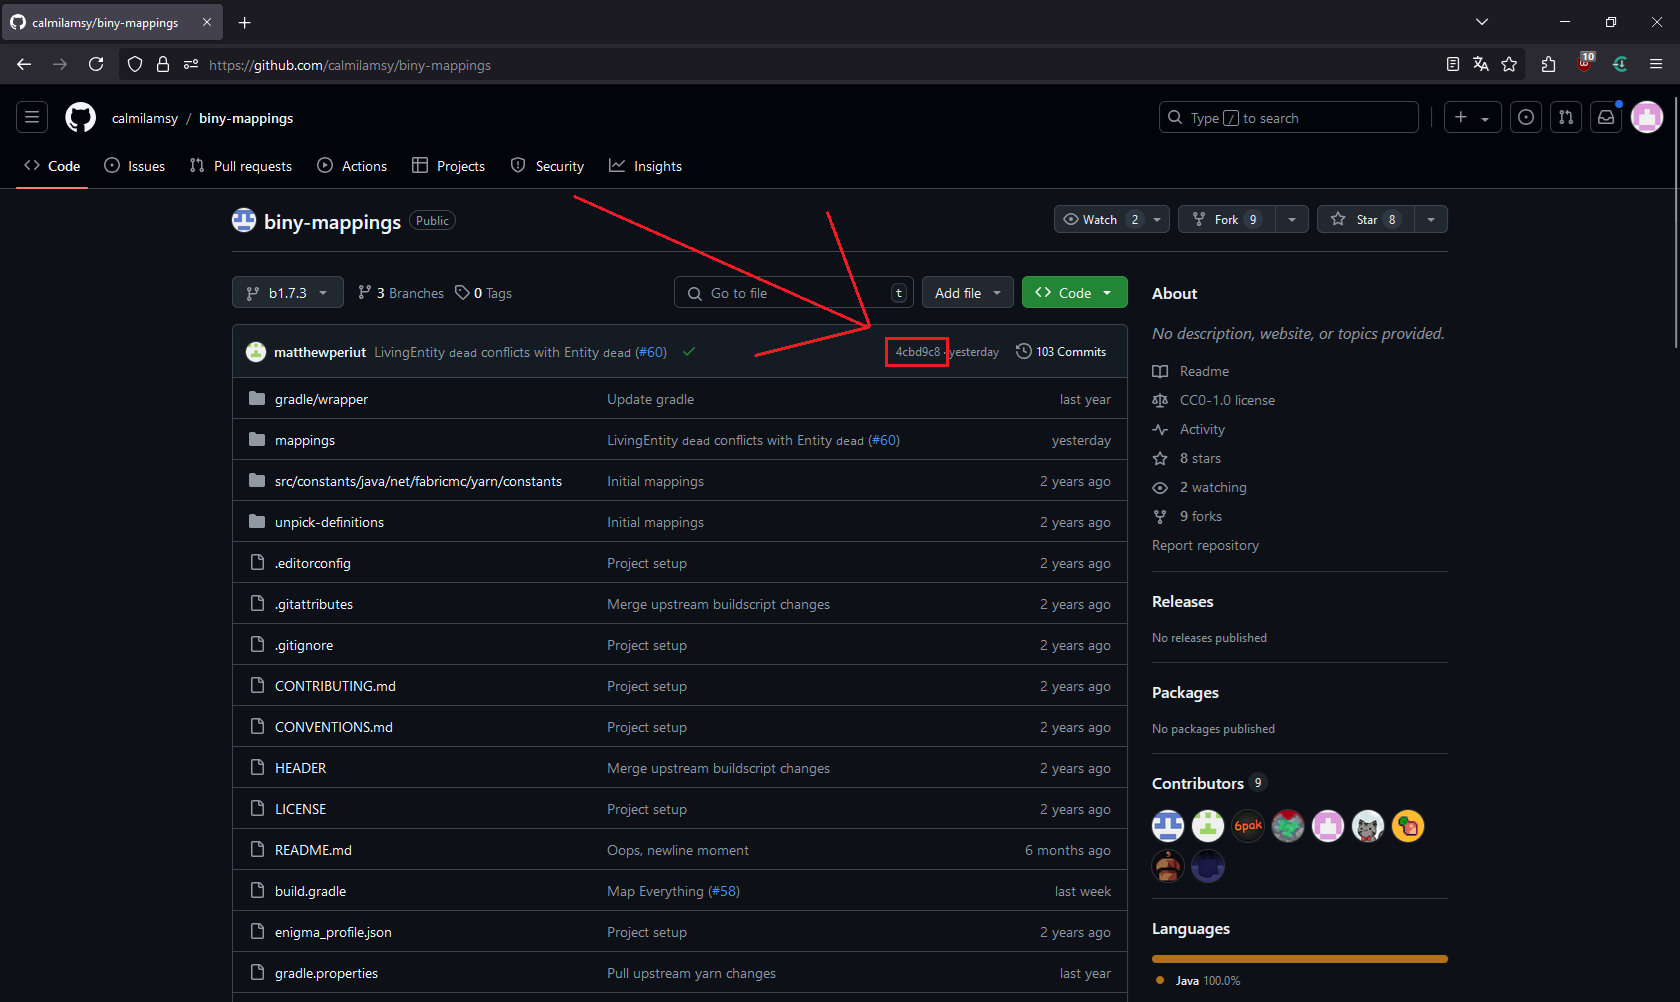 calmilamsy/biny-mappings
https://github.com/calmilamsy/biny-mappings
10
calmilamsy / biny-mappings
Type / to search
Code Issues Pull requests Actions Projects Security Insights
biny-mappings Public
Watch 2 Fork 9 Star 8
b1.7.3 3 Branches 0 Tags Go to file t Add file Code
matthewperiut LivingEntity dead conflicts with Entity dead (#60) 4cbd9c8 · yesterday 103 Commits
gradle/wrapper Update gradle last year
mappings LivingEntity dead conflicts with Entity dead (#60) yesterday
src/constants/java/net/fabricmc/yarn/constants Initial mappings 2 years ago
unpick-definitions Initial mappings 2 years ago
.editorconfig Project setup 2 years ago
.gitattributes Merge upstream buildscript changes 2 years ago
.gitignore Project setup 2 years ago
CONTRIBUTING.md Project setup 2 years ago
CONVENTIONS.md Project setup 2 years ago
HEADER Merge upstream buildscript changes 2 years ago
LICENSE Project setup 2 years ago
README.md Oops, newline moment 6 months ago
build.gradle Map Everything (#58) last week
enigma_profile.json Project setup 2 years ago
gradle.properties Pull upstream yarn changes last year
About
No description, website, or topics provided.
Readme
CC0-1.0 license
Activity
8 stars
2 watching
9 forks
Report repository
Releases
No releases published
Packages
No packages published
Contributors 9
6pak
Languages
Java 100.0%